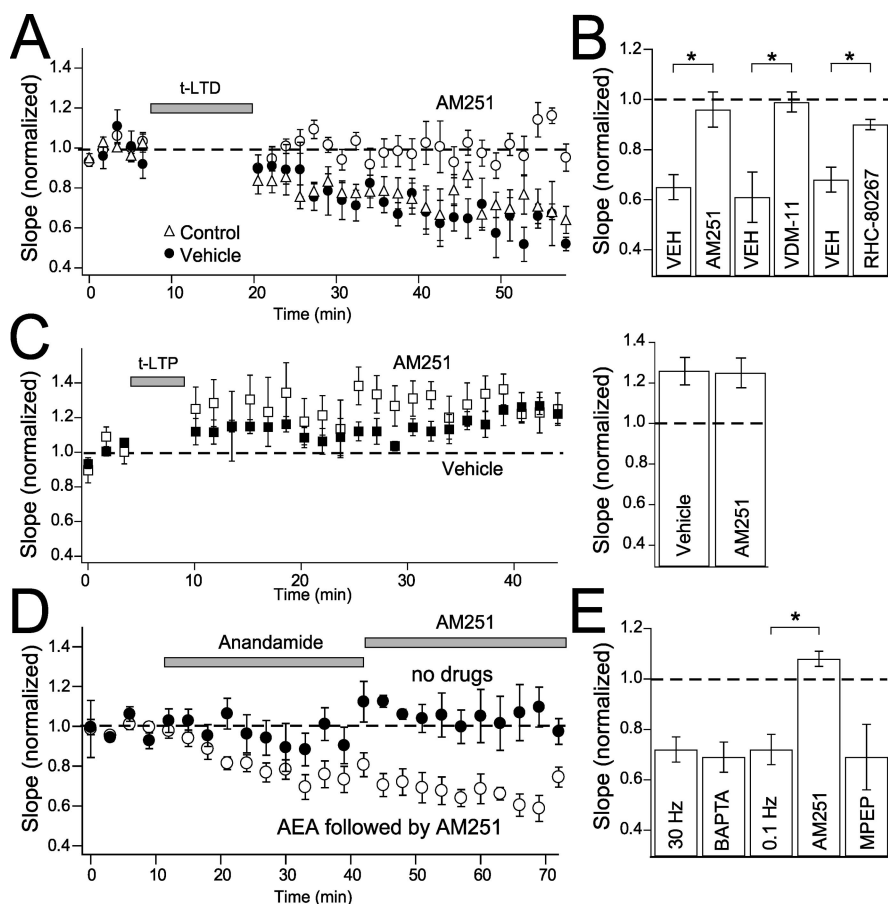 A
Slope (normalized)
1.4
1.2
1.0
0.8
0.6
0.4
t-LTD
AM251
Control
Vehicle
0
10
20
30
40
50
Time (min)
B
Slope (normalized)
1.2
1.0
0.8
0.6
0.4
*
*
*
VEH
AM251
VEH
VDM-11
VEH
RHC-80267
C
Slope (normalized)
1.4
1.2
1.0
0.8
0.6
0.4
t-LTP
AM251
Vehicle
0
10
20
30
40
Time (min)
Slope (normalized)
1.4
1.2
1.0
0.8
0.6
0.4
Vehicle
AM251
D
Slope (normalized)
1.4
1.2
1.0
0.8
0.6
0.4
Anandamide
AM251
no drugs
AEA followed by AM251
0
10
20
30
40
50
60
70
Time (min)
E
Slope (normalized)
1.2
1.0
0.8
0.6
0.4
*
30 Hz
BAPTA
0.1 Hz
AM251
MPEP